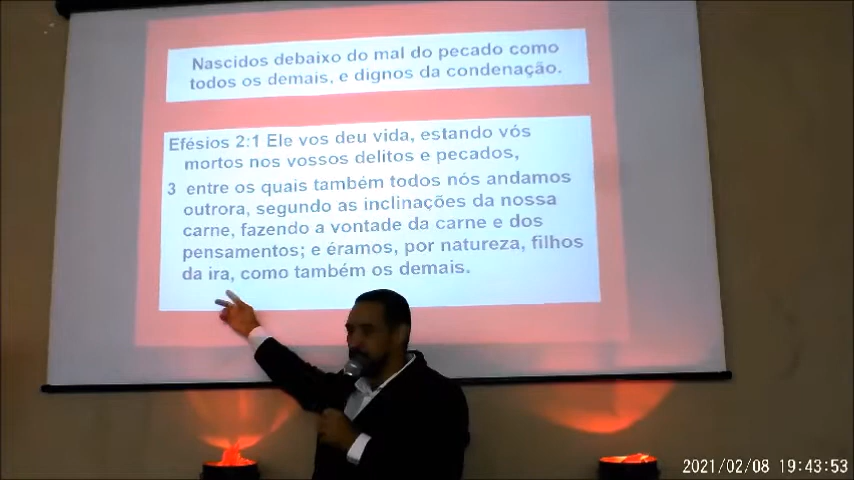 Nascidos debaixo do mal do pecado como
todos os demais, e dignos da condenação.
Efésios 2:1 Ele vos deu vida, estando vós
mortos nos vossos delitos e pecados,
3 entre os quais também todos nós andamos
outrora, segundo as inclinações da nossa
carne, fazendo a vontade da carne e dos
pensamentos; e éramos, por natureza, filhos
da ira, como também os demais.
2021/02/08 19:43:53